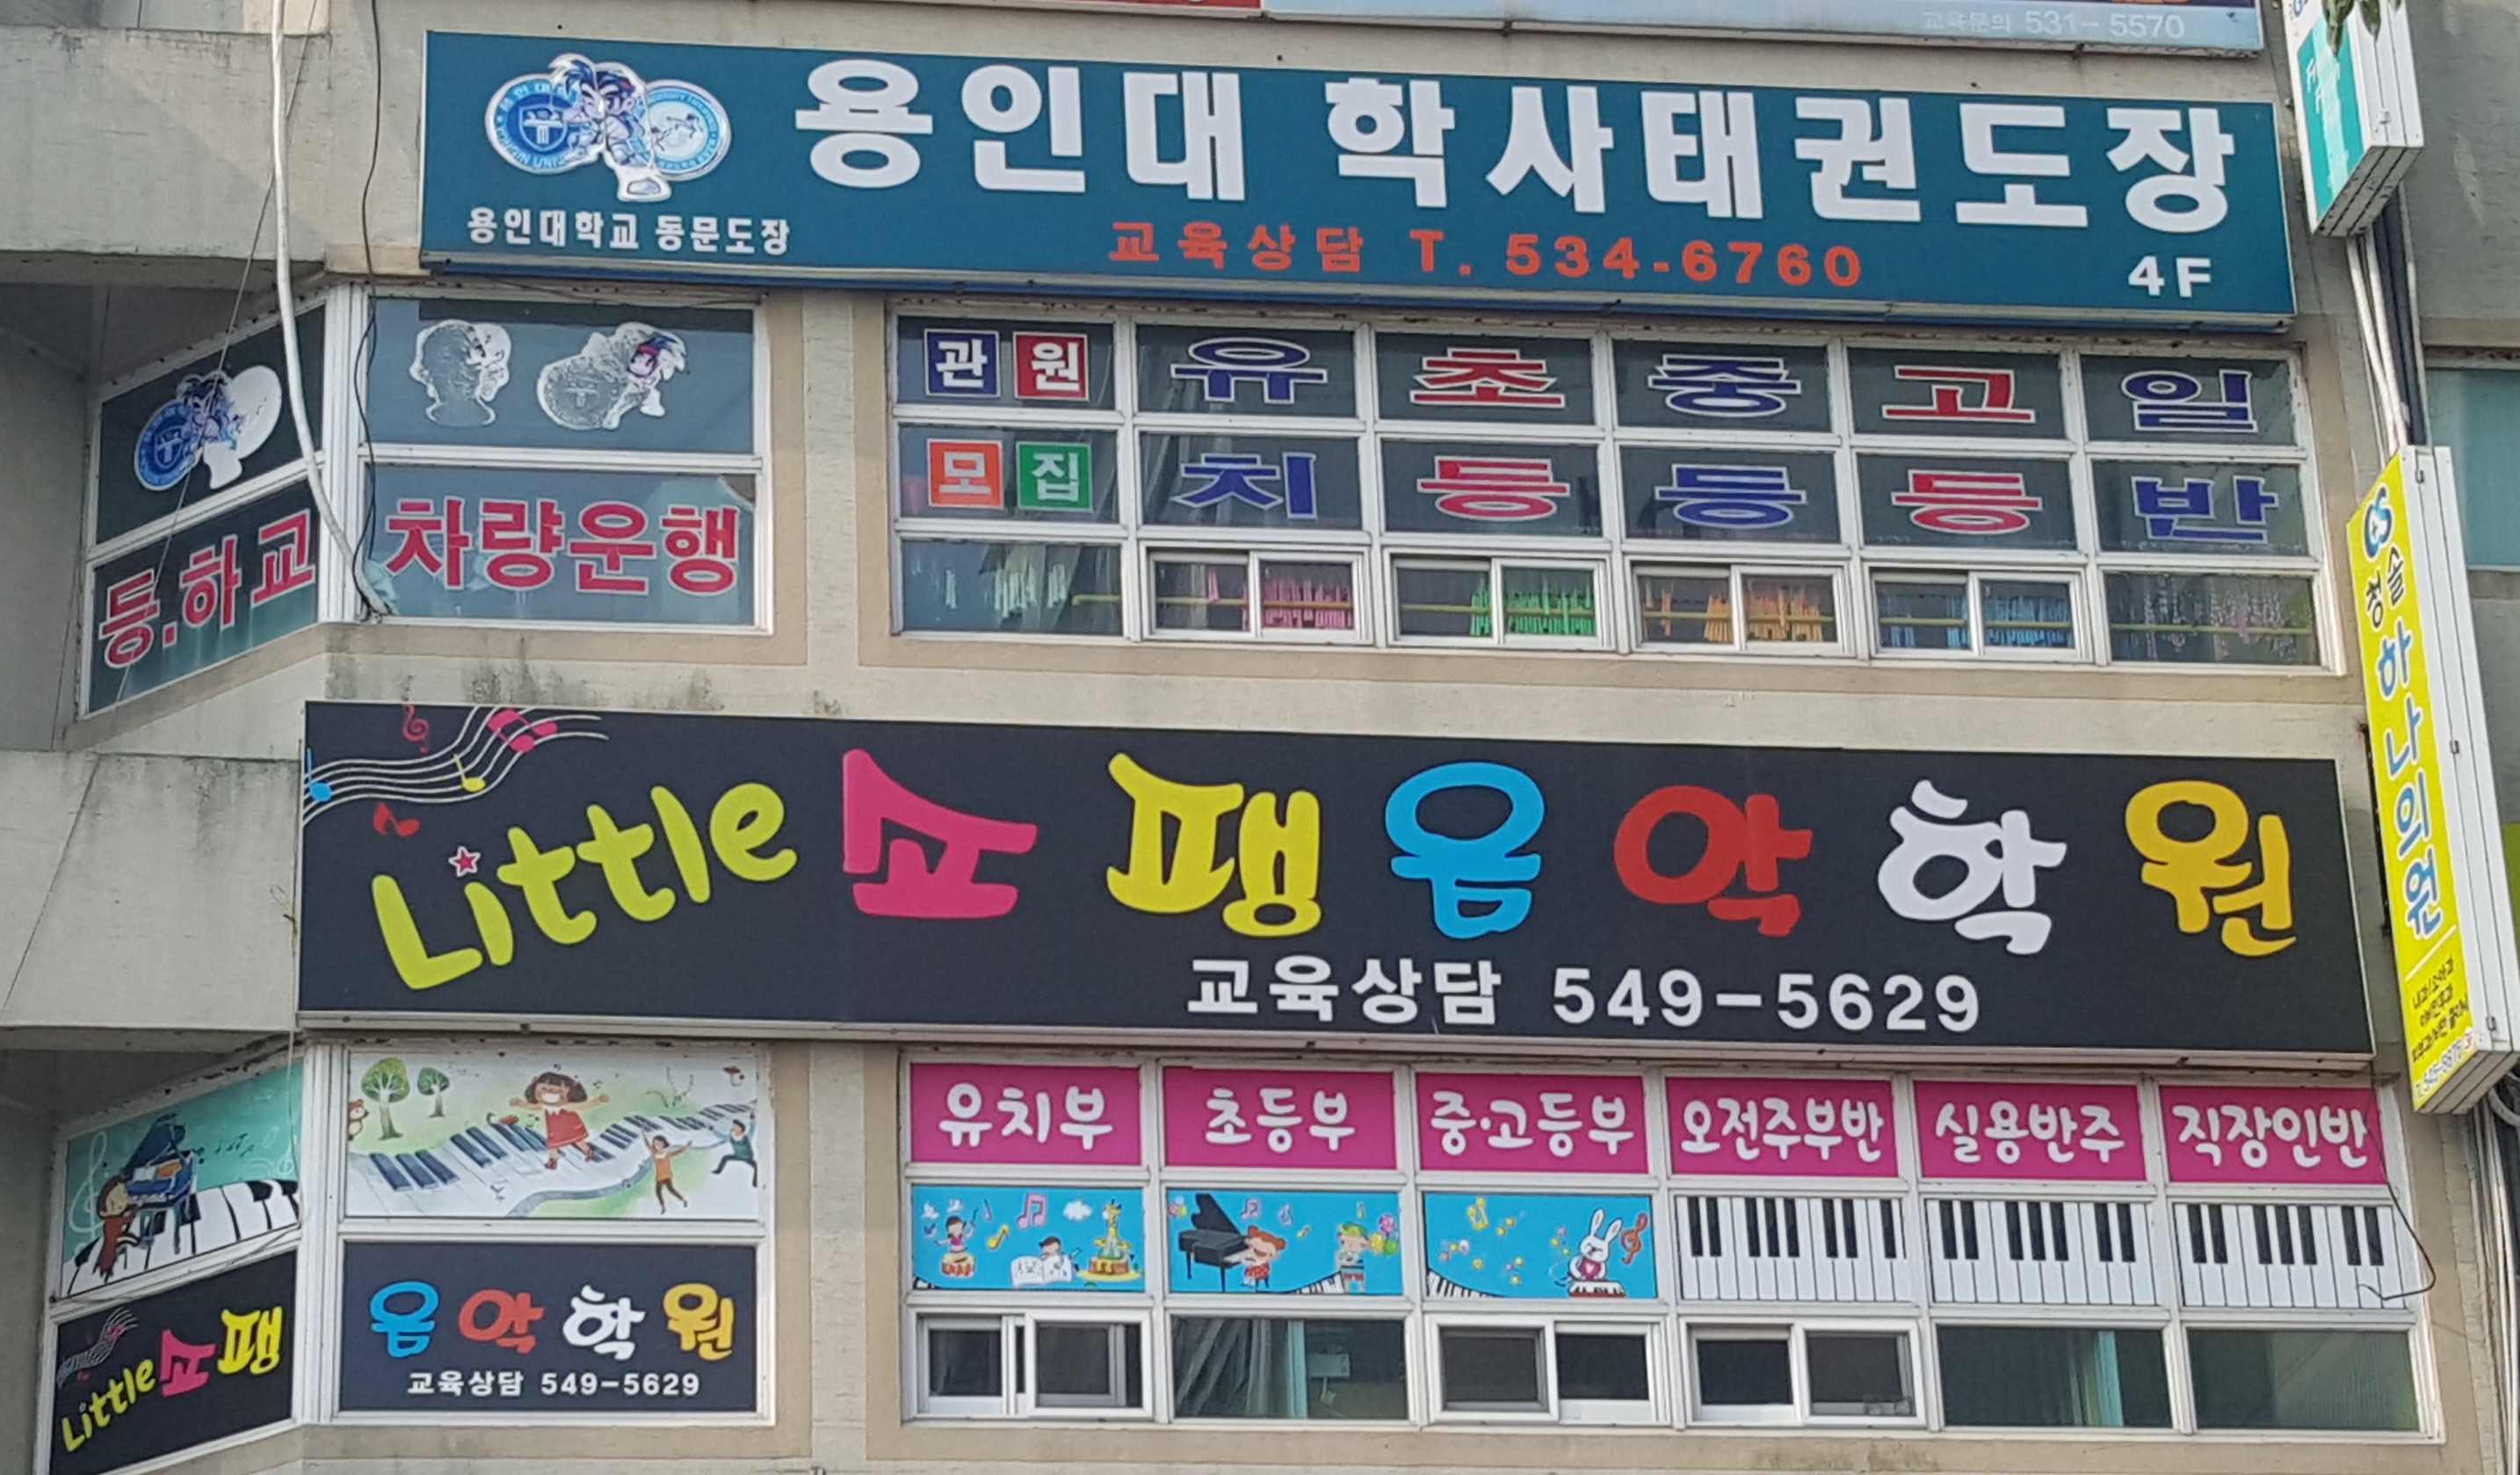 교육문의 531-5570
용인대 학사태권도장
용인대학교 동문도장
교육상담 T. 534-6760
4F
관원 유 초 중 고 일
모집 치 등 등 등 반
등.하교 차량운행
CS
청솔하나의원
Little 쇼팽음악학원
교육상담 549-5629
유치부 초등부 중·고등부 오전주부반 실용반주 직장인반
Little 쇼팽 음악학원
교육상담 549-5629